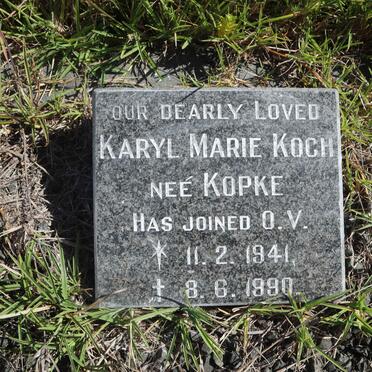 OUR DEARLY LOVED
KARYL MARIE KOCH
NEÉ KOPKE
HAS JOINED O.V.
* 11. 2. 1941.
† 8. 6. 1990.